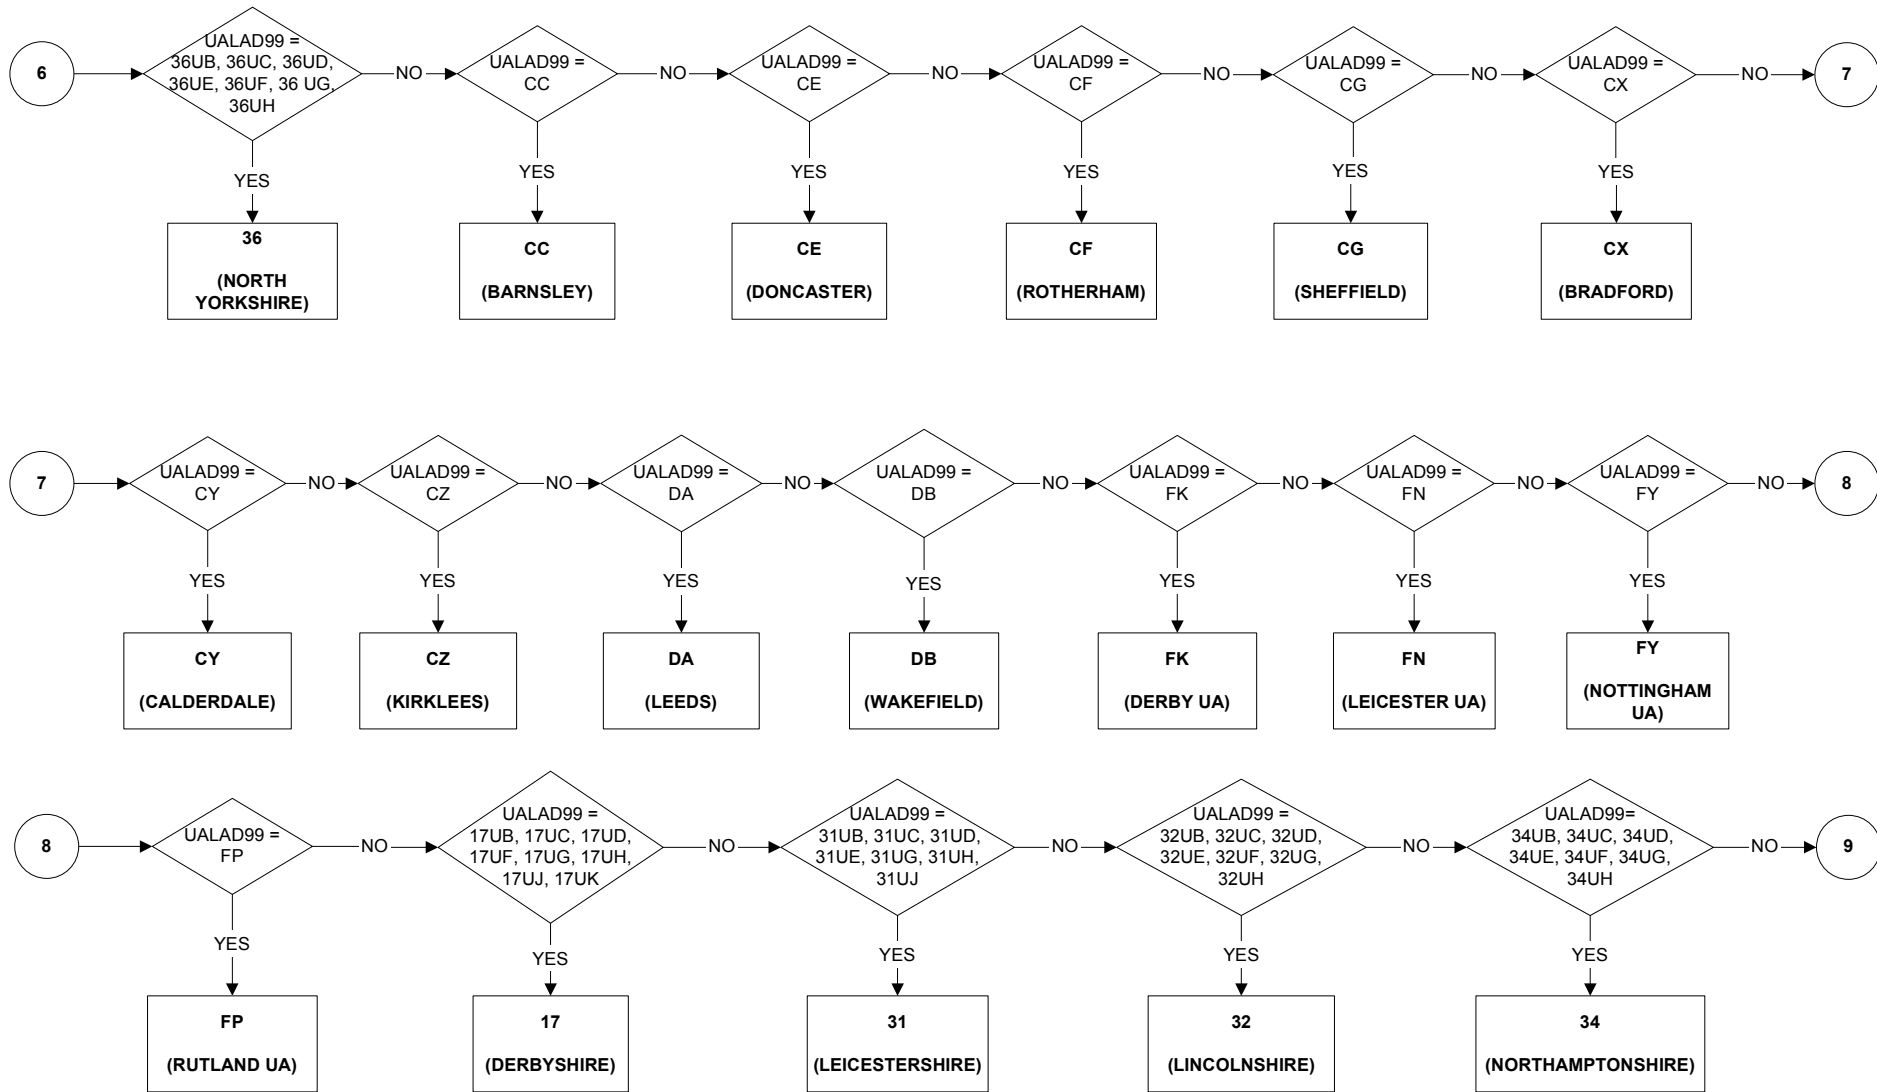 6
UALAD99 =
36UB, 36UC, 36UD,
36UE, 36UF, 36 UG,
36UH
NO
UALAD99 =
CC
NO
UALAD99 =
CE
NO
UALAD99 =
CF
NO
UALAD99 =
CG
NO
UALAD99 =
CX
NO
7
YES
YES
YES
YES
YES
YES
36
(NORTH
YORKSHIRE)
CC
(BARNSLEY)
CE
(DONCASTER)
CF
(ROTHERHAM)
CG
(SHEFFIELD)
CX
(BRADFORD)
7
UALAD99 =
CY
NO
UALAD99 =
CZ
NO
UALAD99 =
DA
NO
UALAD99 =
DB
NO
UALAD99 =
FK
NO
UALAD99 =
FN
NO
UALAD99 =
FY
NO
8
YES
YES
YES
YES
YES
YES
YES
CY
(CALDERDALE)
CZ
(KIRKLEES)
DA
(LEEDS)
DB
(WAKEFIELD)
FK
(DERBY UA)
FN
(LEICESTER UA)
FY
(NOTTINGHAM
UA)
8
UALAD99 =
FP
NO
UALAD99 =
17UB, 17UC, 17UD,
17UF, 17UG, 17UH,
17UJ, 17UK
NO
UALAD99 =
31UB, 31UC, 31UD,
31UE, 31UG, 31UH,
31UJ
NO
UALAD99 =
32UB, 32UC, 32UD,
32UE, 32UF, 32UG,
32UH
NO
UALAD99=
34UB, 34UC, 34UD,
34UE, 34UF, 34UG,
34UH
NO
9
YES
YES
YES
YES
YES
FP
(RUTLAND UA)
17
(DERBYSHIRE)
31
(LEICESTERSHIRE)
32
(LINCOLNSHIRE)
34
(NORTHAMPTONSHIRE)